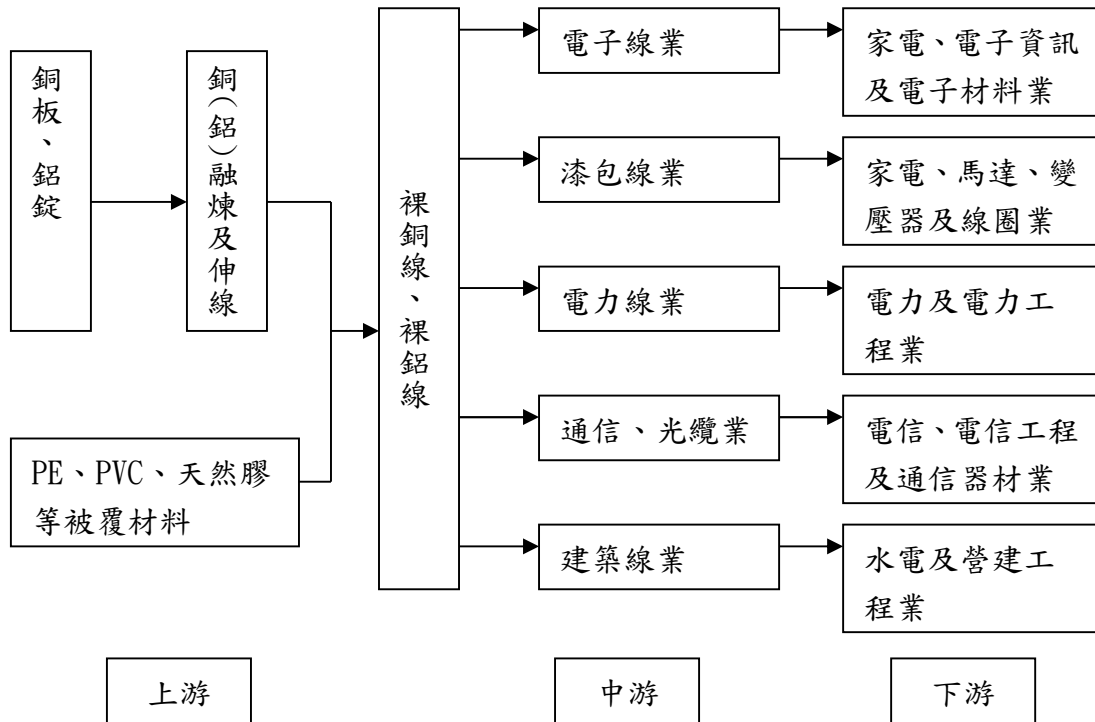 銅板、鋁錠
銅(鋁)融煉及伸線
PE、PVC、天然膠
等被覆材料
裸銅線、裸鋁線
電子線業
家電、電子資訊
及電子材料業
漆包線業
家電、馬達、變
壓器及線圈業
電力線業
電力及電力工
程業
通信、光纜業
電信、電信工程
及通信器材業
建築線業
水電及營建工
程業
上游
中游
下游